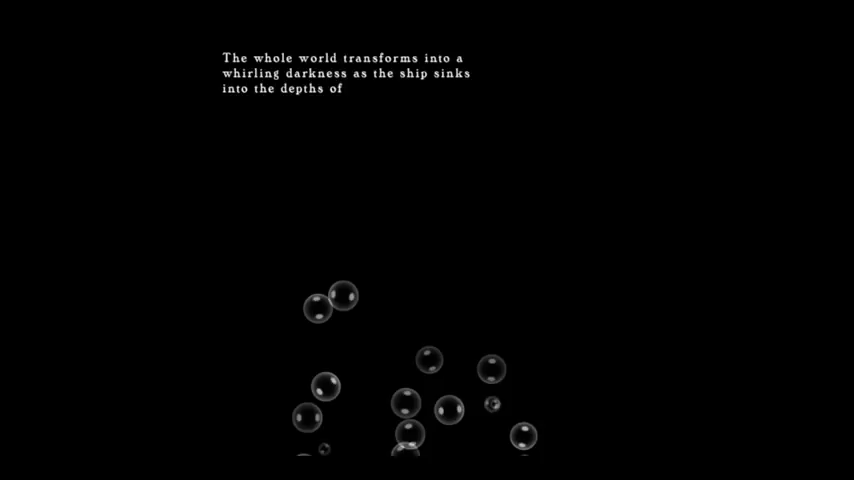 The whole world transforms into a
whirling darkness as the ship sinks
into the depths of